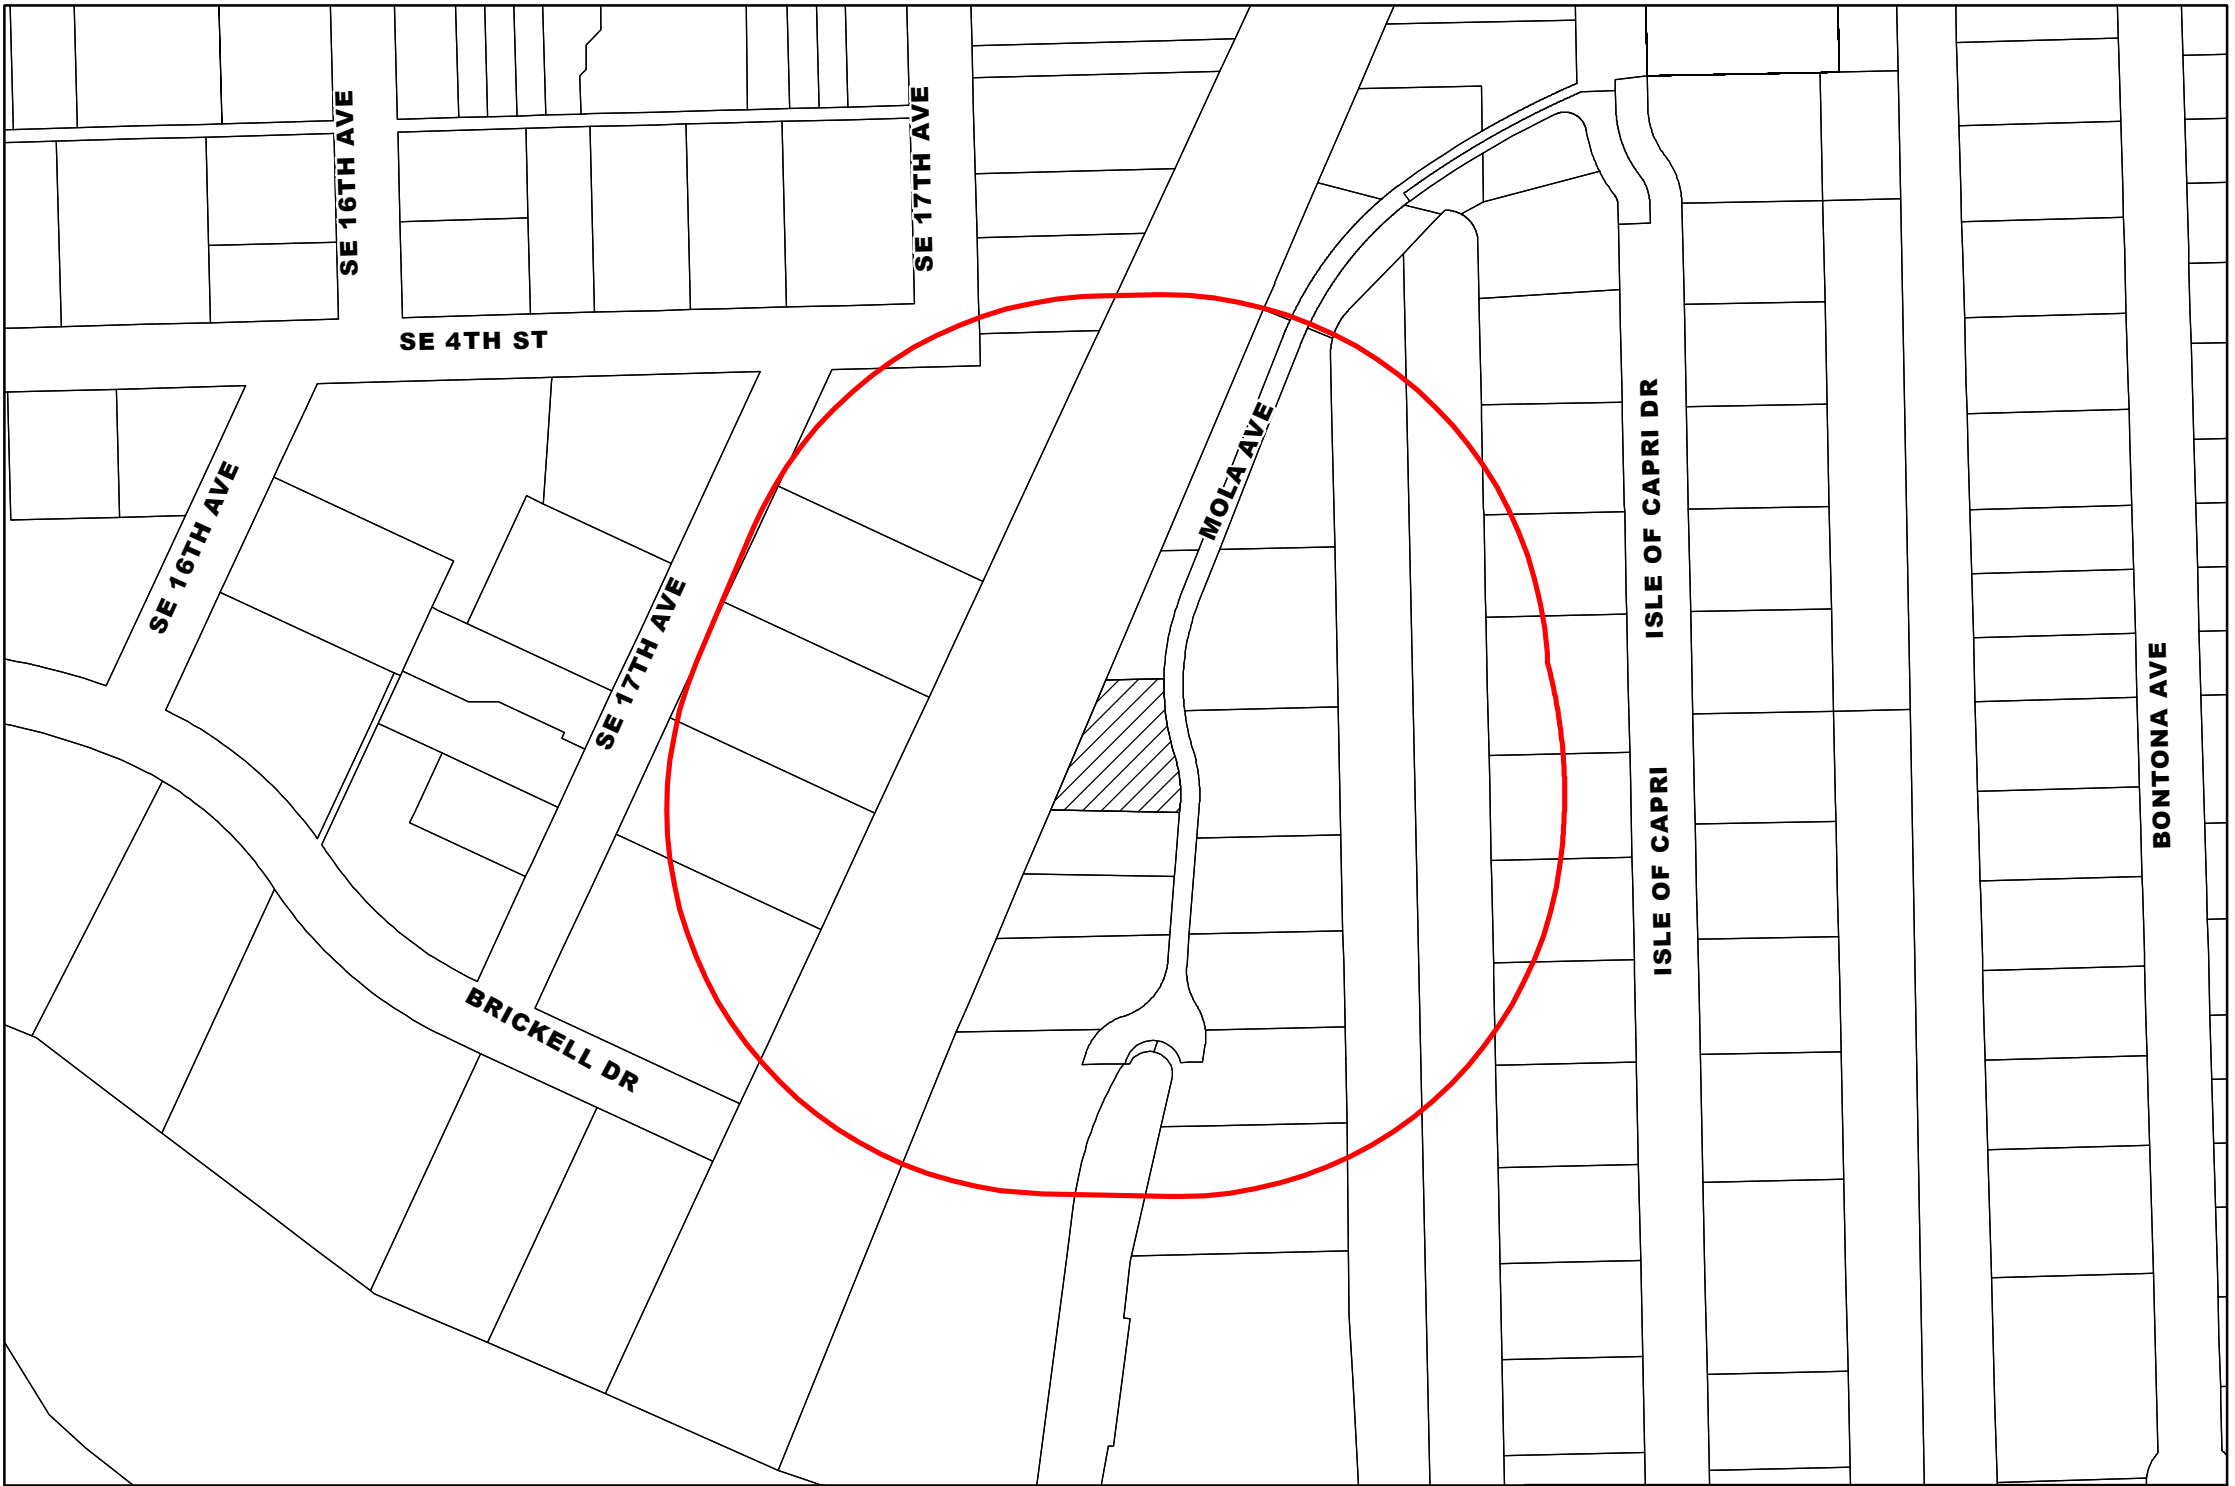 SE 16TH AVE
SE 17TH AVE
SE 4TH ST
SE 16TH AVE
SE 17TH AVE
MOLA AVE
ISLE OF CAPRI DR
ISLE OF CAPRI
BONTONA AVE
BRICKELL DR